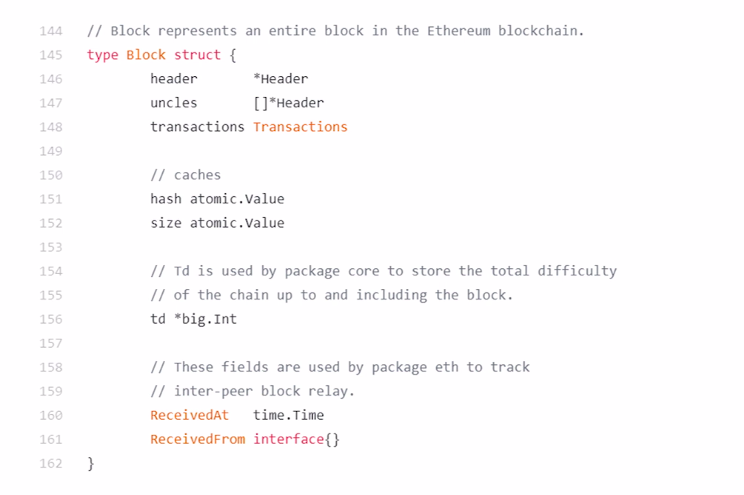 144 // Block represents an entire block in the Ethereum blockchain.
145 type Block struct {
146 header *Header
147 uncles []*Header
148 transactions Transactions
149
150 // caches
151 hash atomic.Value
152 size atomic.Value
153
154 // Td is used by package core to store the total difficulty
155 // of the chain up to and including the block.
156 td *big.Int
157
158 // These fields are used by package eth to track
159 // inter-peer block relay.
160 ReceivedAt time.Time
161 ReceivedFrom interface{}
162 }